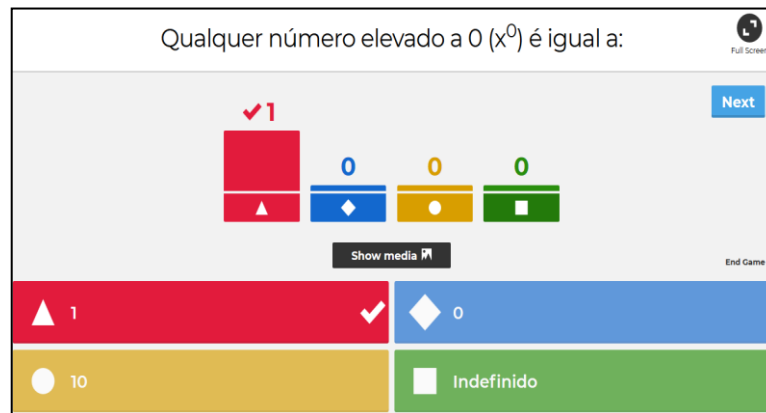 Qualquer número elevado a 0 (x⁰) é igual a:
Full Screen
Next
1
0
0
0
Show media
End Game
1
0
10
Indefinido